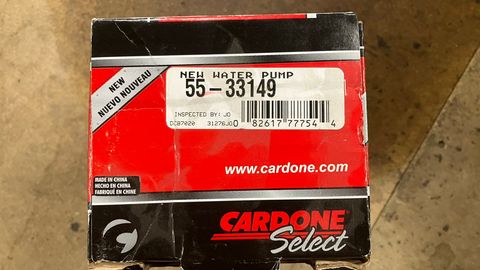 NEW
NUEVO NOUVEAU
NEW WATER PUMP
55-33149
INSPECTED BY: JO
DC87020 31276JG
0 82617 77754 4
www.cardone.com
MADE IN CHINA
HECHO EN CHINA
FABRIQUÉ EN CHINE
CARDONE
Select